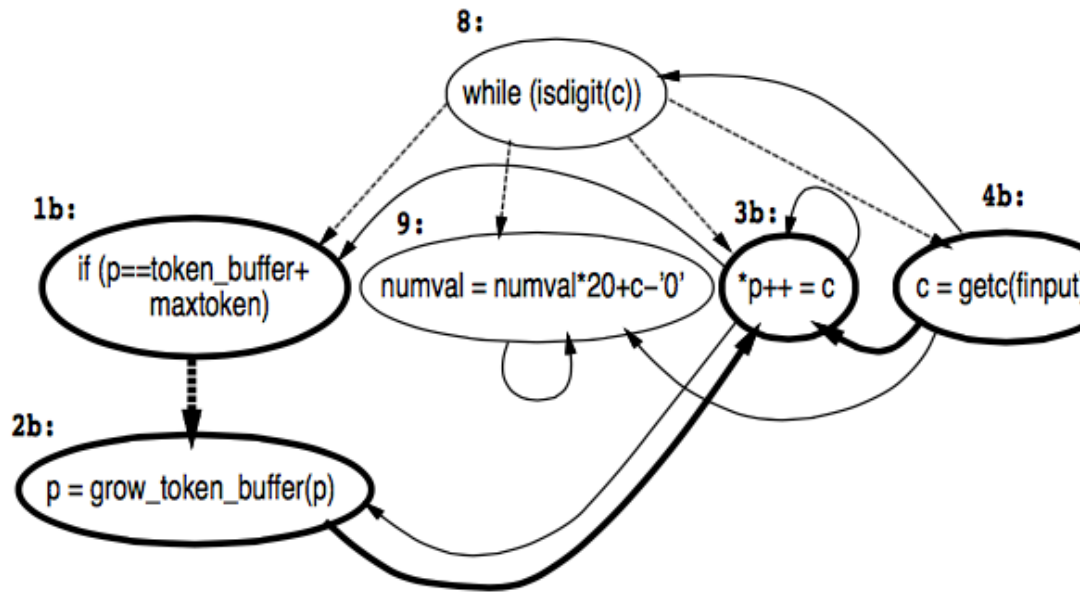 8:
while (isdigit(c))
1b:
if (p==token_buffer+
maxtoken)
9:
numval = numval*20+c–'0'
3b:
*p++ = c
4b:
c = getc(finput)
2b:
p = grow_token_buffer(p)